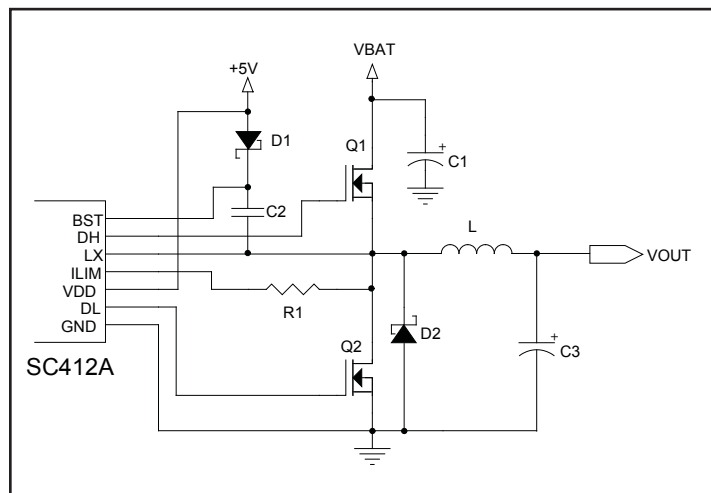 VBAT
+5V
D1
Q1
+
C1
C2
BST
DH
LX
ILIM
VDD
DL
GND
SC412A
L
VOUT
R1
D2
Q2
+
C3